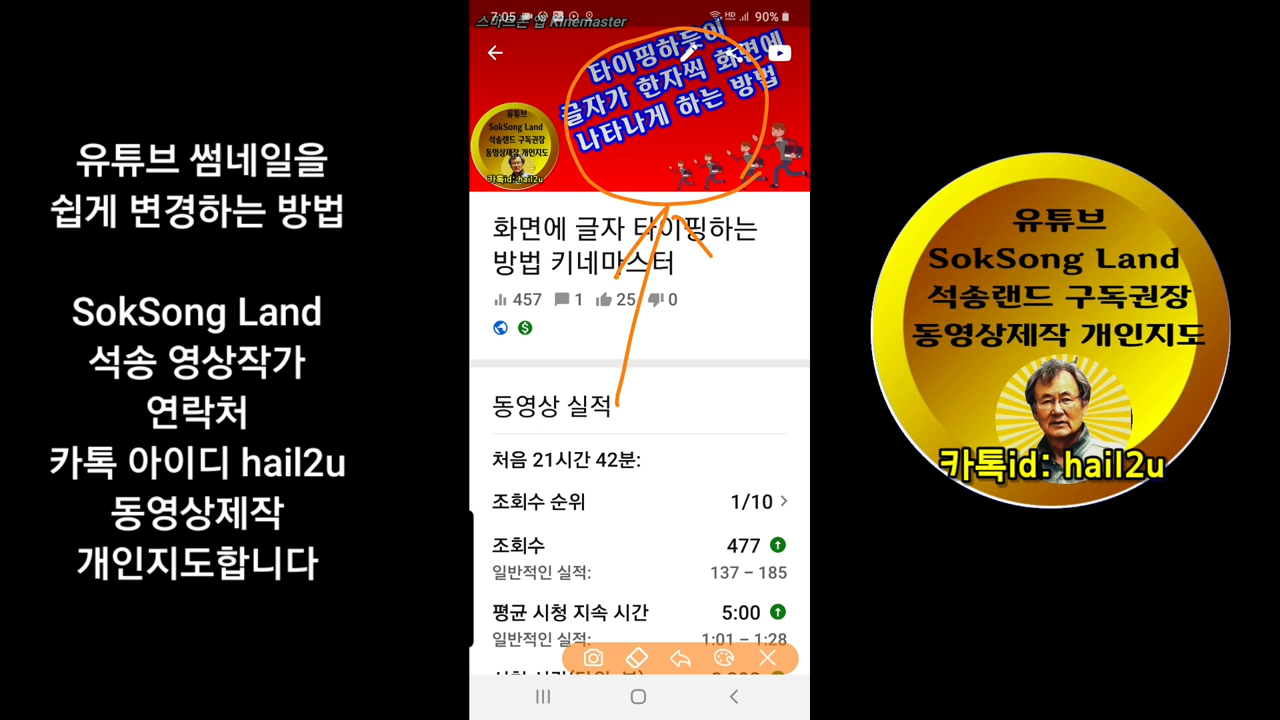 유튜브 썸네일을
쉽게 변경하는 방법
SokSong Land
석송 영상작가
연락처
카톡 아이디 hail2u
동영상제작
개인지도합니다
7:05
HD
90%
스마트폰 앱 Kinemaster
타이핑하듯이
글자가 한자씩 화면에
나타나게 하는 방법
유튜브
SokSong Land
석송랜드 구독권장
동영상제작 개인지도
카톡id: hail2u
화면에 글자 타이핑하는
방법 키네마스터
457 1 25 0
동영상 실적
처음 21시간 42분:
조회수 순위 1/10
조회수 477
일반적인 실적: 137 – 185
평균 시청 지속 시간 5:00
일반적인 실적: 1:01 – 1:28
유튜브
SokSong Land
석송랜드 구독권장
동영상제작 개인지도
카톡id: hail2u